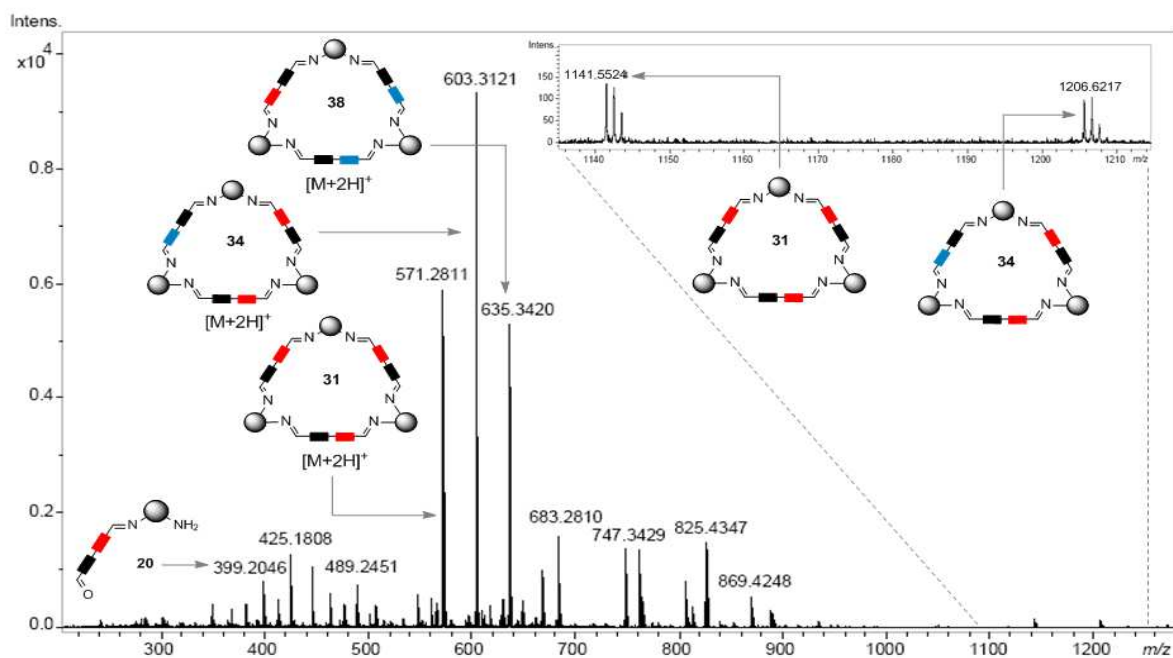 Intens.
x10⁴
0.8
0.6
0.4
0.2
0.0
300
400
500
600
700
800
900
1000
1100
1200
m/z
N
N
38
N
N
N
N
[M+2H]⁺
603.3121
N
N
34
N
N
N
N
[M+2H]⁺
571.2811
635.3420
N
N
31
N
N
N
N
[M+2H]⁺
N
NH₂
20
O
399.2046
425.1808
489.2451
683.2810
747.3429
825.4347
869.4248
Intens.
150
100
50
0
1141.5524
1206.6217
1140
1150
1160
1170
1180
1190
1200
1210
m/z
N
N
31
N
N
N
N
N
N
34
N
N
N
N